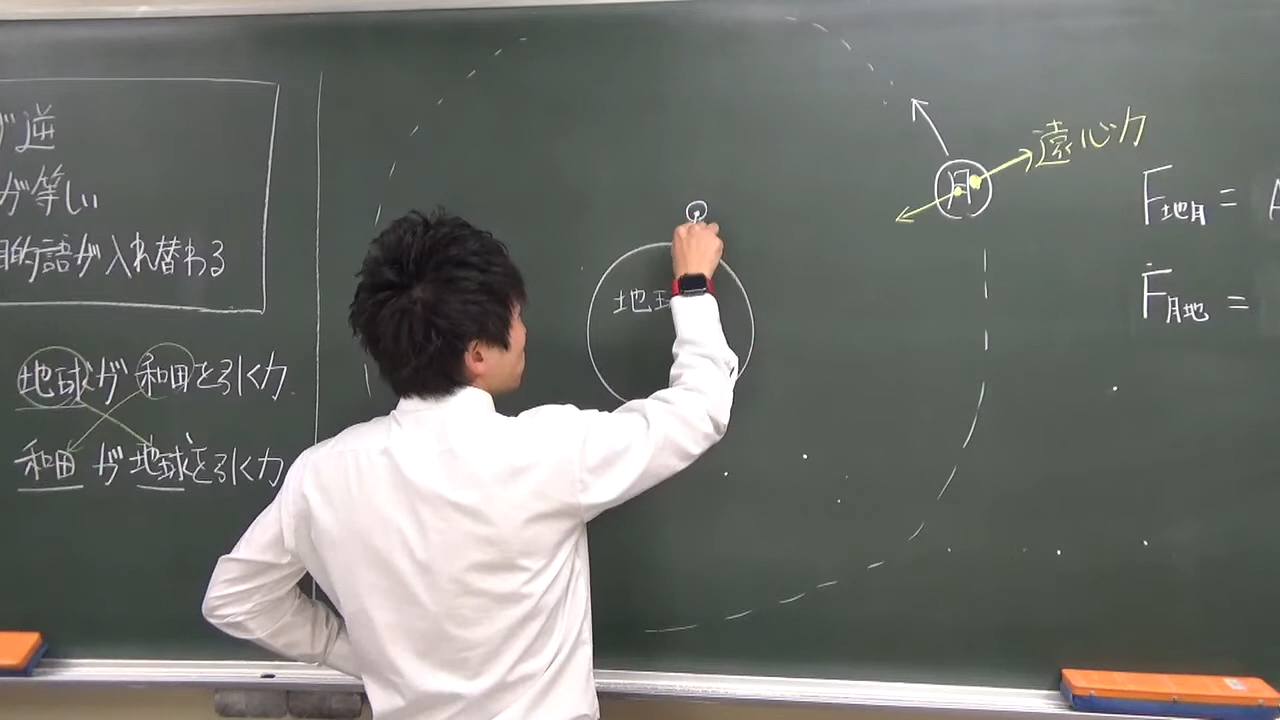 が逆
が等しい
目的語が入れ替わる
地球が和田を引く力
和田が地球を引く力
地
月
遠心力
F地月 =
F月地 =